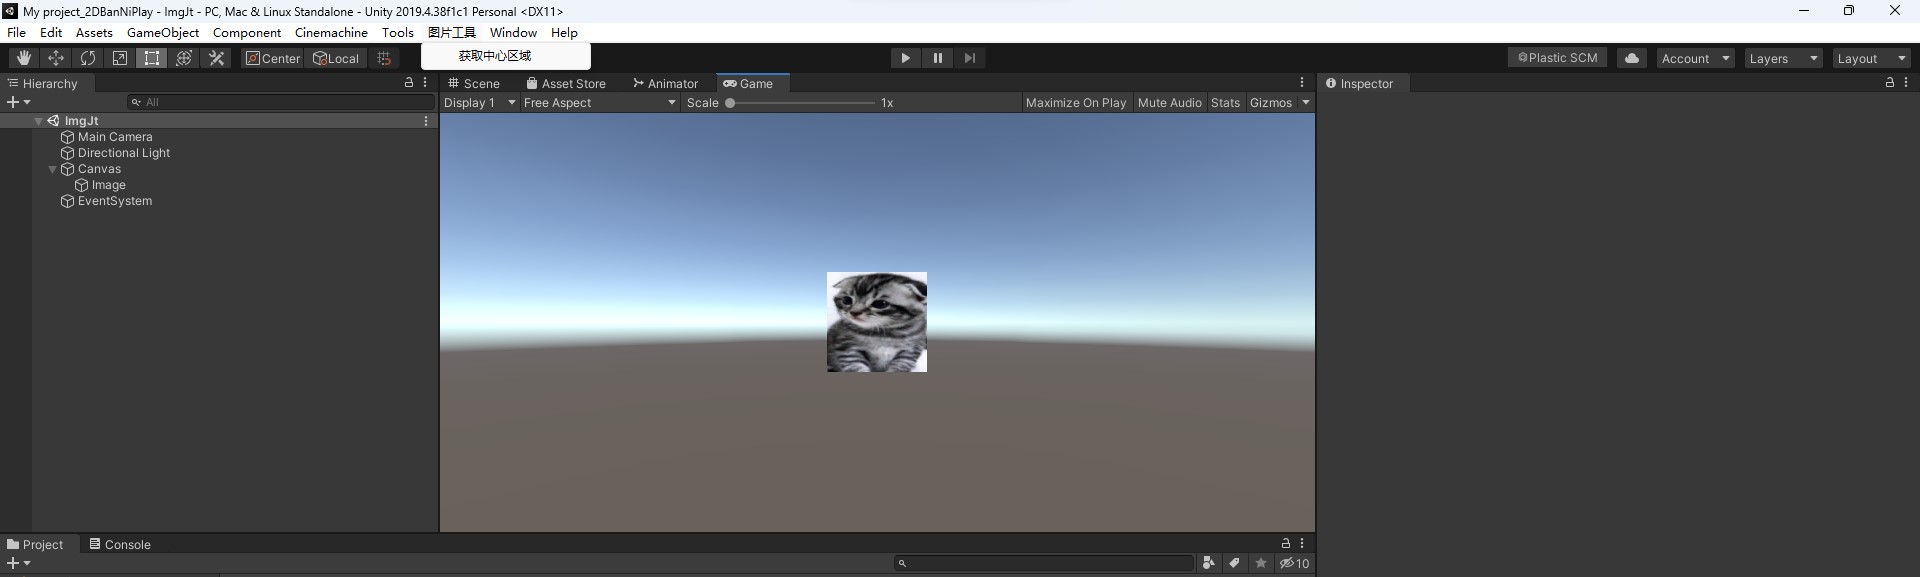 My project_2DBanNiPlay - ImgJt - PC, Mac & Linux Standalone - Unity 2019.4.38f1c1 Personal <DX11>
File Edit Assets GameObject Component Cinemachine Tools 图片工具 Window Help
获取中心区域
Center Local Plastic SCM Account Layers Layout
Hierarchy Scene Asset Store Animator Game Inspector
All Display 1 Free Aspect Scale 1x Maximize On Play Mute Audio Stats Gizmos
ImgJt
Main Camera
Directional Light
Canvas
Image
EventSystem
Project Console
10